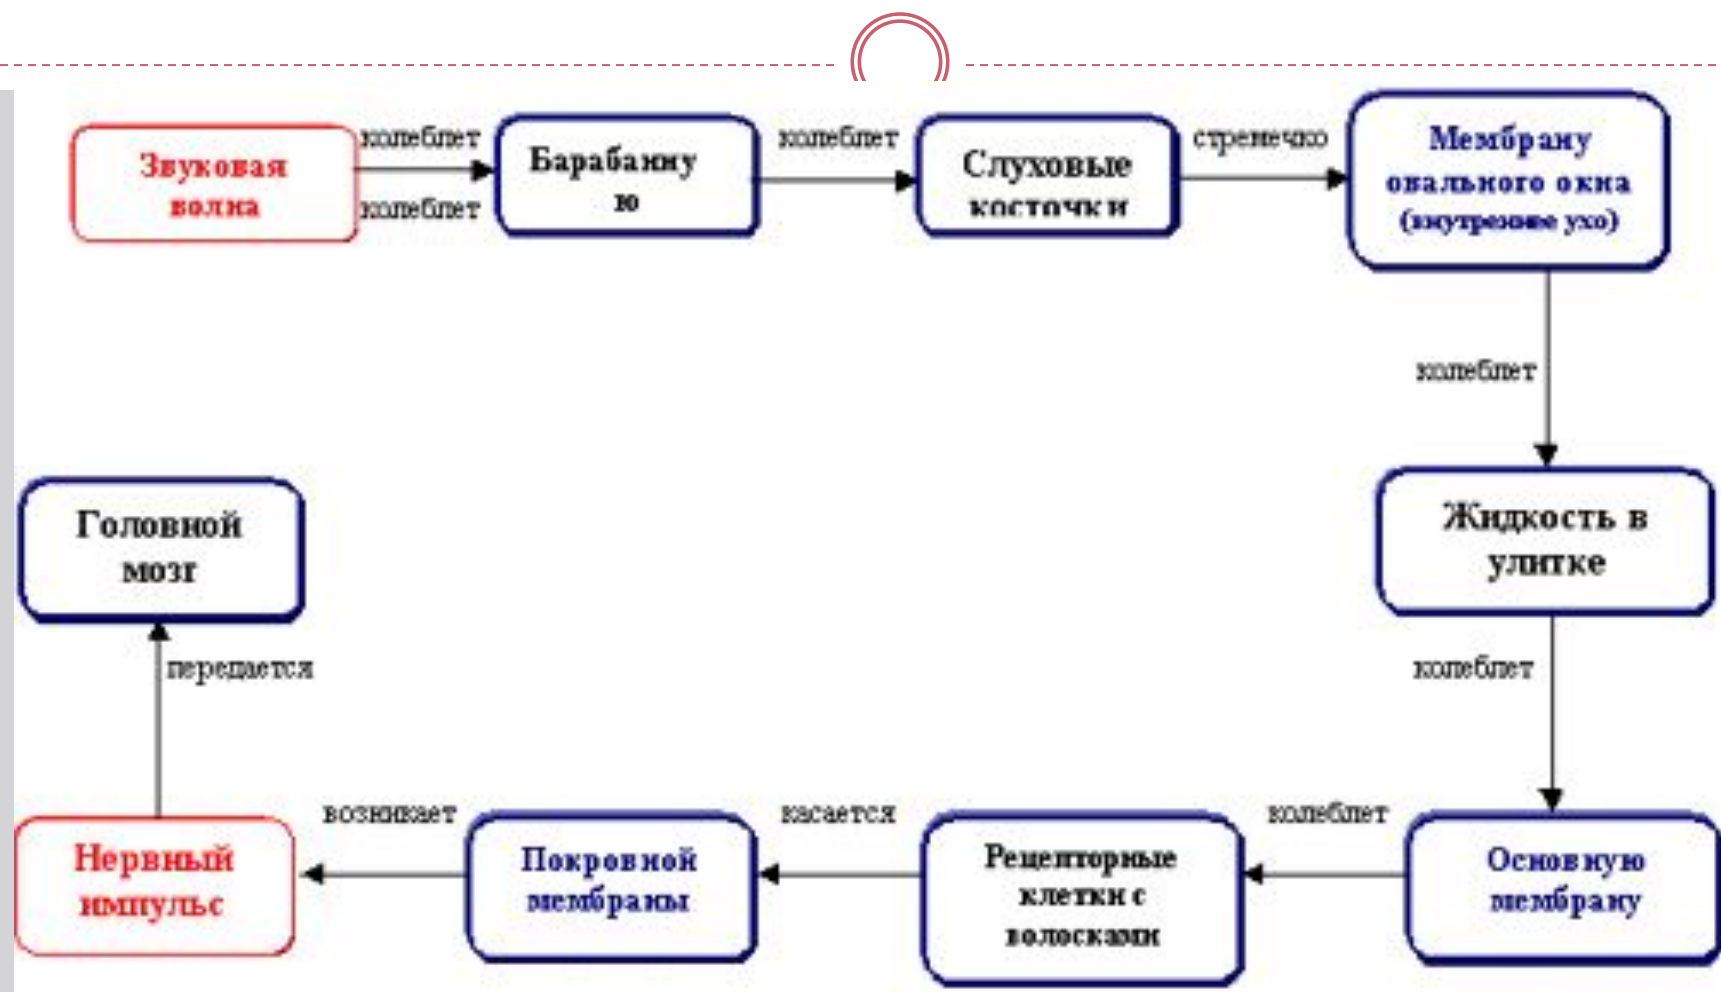 Звуковая
волна
колеблет
колеблет
Барабанну
ю
колеблет
Слуховые
косточки
стремечко
Мембрану
овального окна
(внутреннее ухо)
колеблет
Жидкость в
улитке
колеблет
Основную
мембрану
колеблет
Рецепторные
клетки с
волосками
касается
Покровной
мембраны
возникает
Нервный
импульс
передается
Головной
мозг